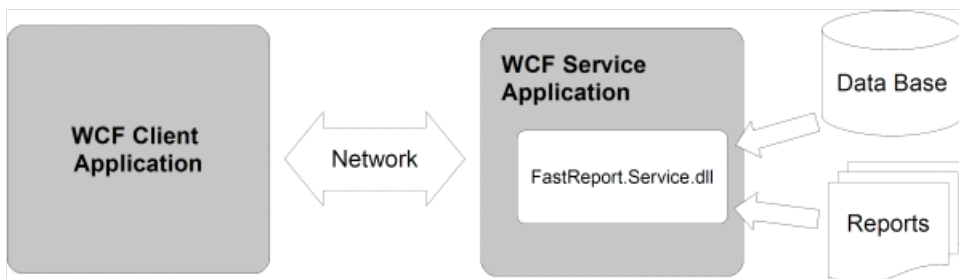 WCF Client
Application
Network
WCF Service
Application
FastReport.Service.dll
Data Base
Reports